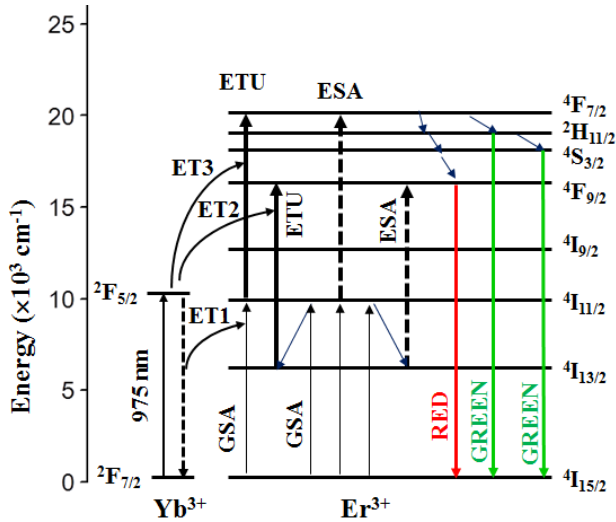 Energy (×10³ cm⁻¹)
25
20
15
10
5
0
ETU
ESA
⁴F₇/₂
²H₁₁/₂
⁴S₃/₂
ET3
⁴F₉/₂
ET2
ETU
ESA
⁴I₉/₂
²F₅/₂
⁴I₁₁/₂
ET1
⁴I₁₃/₂
975 nm
GSA
GSA
RED
GREEN
GREEN
²F₇/₂
⁴I₁₅/₂
Yb³⁺
Er³⁺